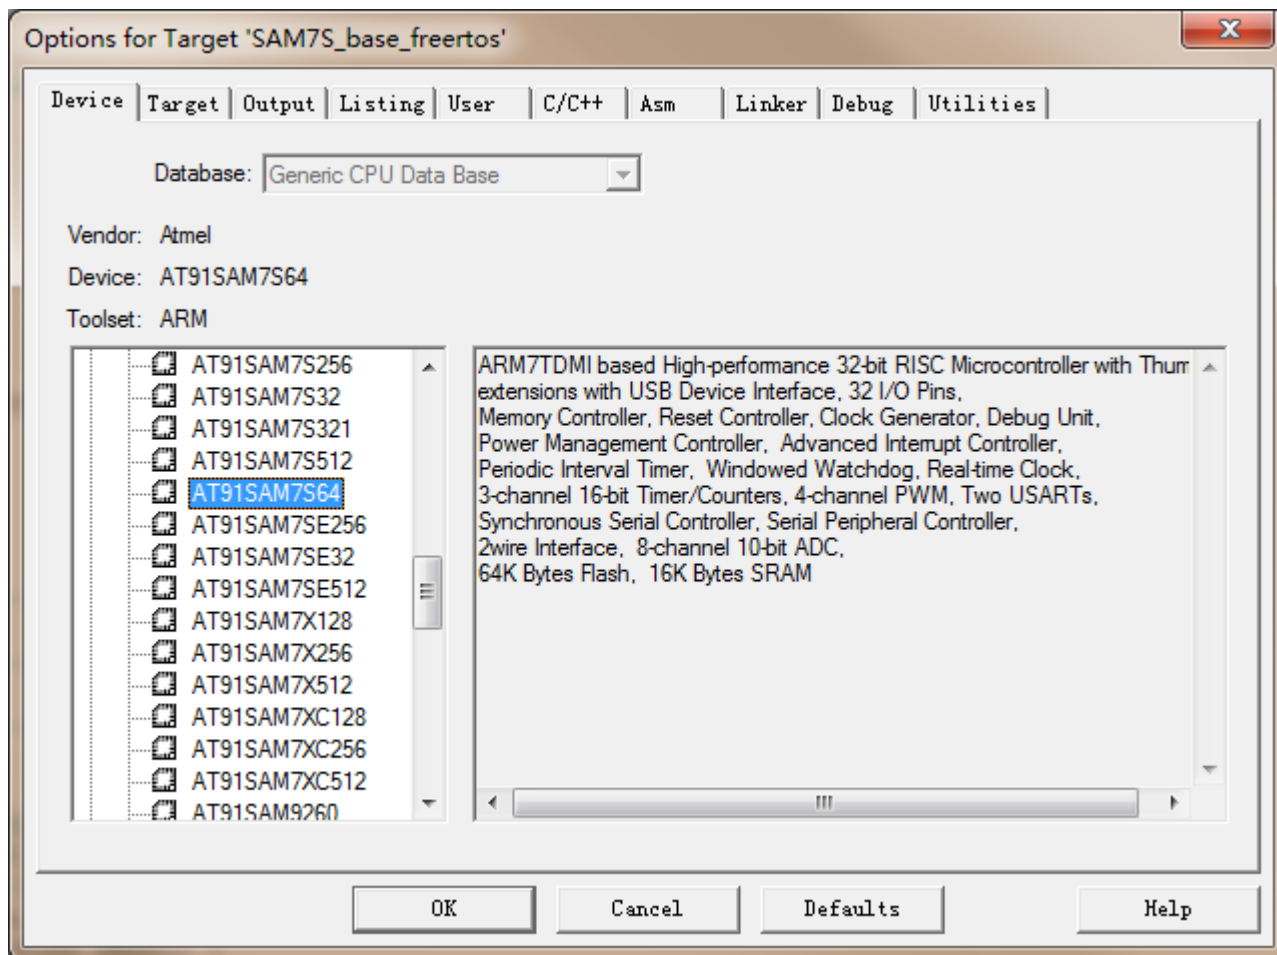 Options for Target 'SAM7S_base_freertos'
Device Target Output Listing User C/C++ Asm Linker Debug Utilities
Database: Generic CPU Data Base
Vendor: Atmel
Device: AT91SAM7S64
Toolset: ARM
AT91SAM7S256
AT91SAM7S32
AT91SAM7S321
AT91SAM7S512
AT91SAM7S64
AT91SAM7SE256
AT91SAM7SE32
AT91SAM7SE512
AT91SAM7X128
AT91SAM7X256
AT91SAM7X512
AT91SAM7XC128
AT91SAM7XC256
AT91SAM7XC512
AT91SAM9260
ARM7TDMI based High-performance 32-bit RISC Microcontroller with Thum
extensions with USB Device Interface, 32 I/O Pins,
Memory Controller, Reset Controller, Clock Generator, Debug Unit,
Power Management Controller, Advanced Interrupt Controller,
Periodic Interval Timer, Windowed Watchdog, Real-time Clock,
3-channel 16-bit Timer/Counters, 4-channel PWM, Two USARTs,
Synchronous Serial Controller, Serial Peripheral Controller,
2wire Interface, 8-channel 10-bit ADC,
64K Bytes Flash, 16K Bytes SRAM
OK Cancel Defaults Help